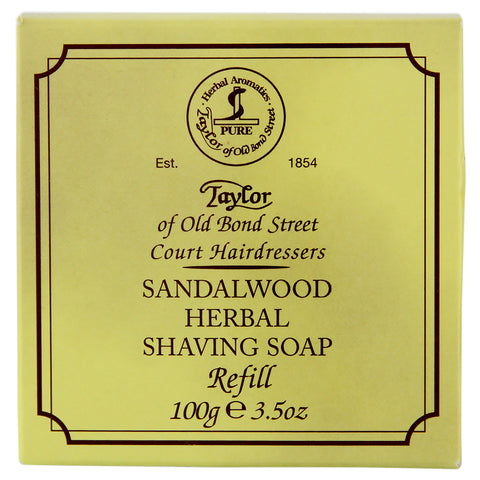 · Herbal Aromatics ·
PURE
Taylor
of Old Bond Street
Est. 1854
Taylor
of Old Bond Street
Court Hairdressers
SANDALWOOD
HERBAL
SHAVING SOAP
Refill
100g e 3.5oz